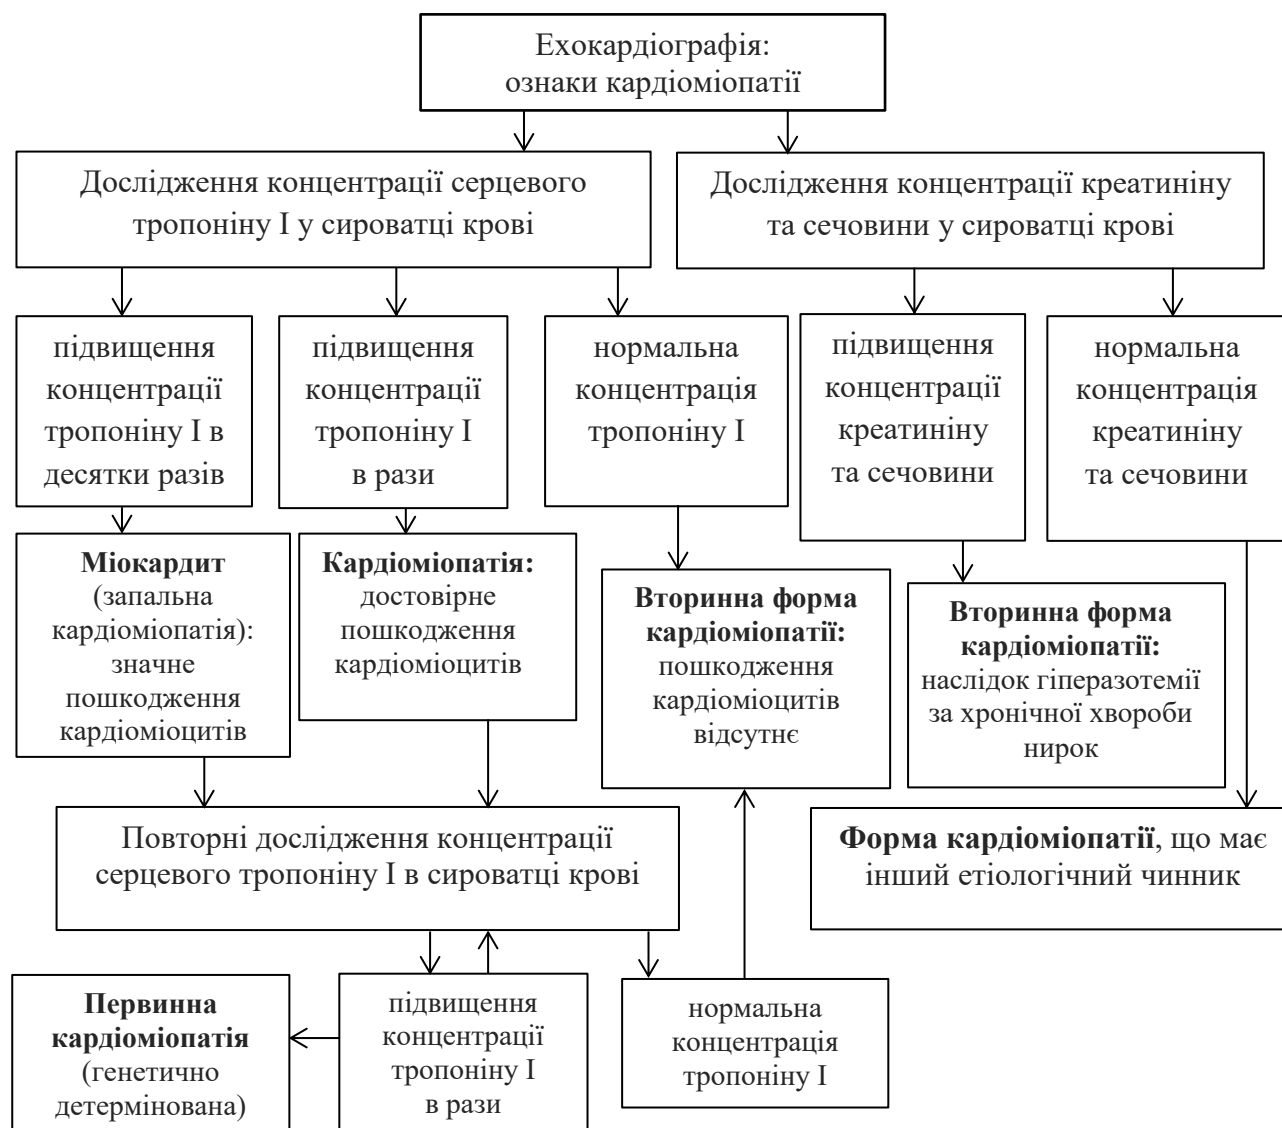 Ехокардіографія:
ознаки кардіоміопатії
Дослідження концентрації серцевого
тропоніну І у сироватці крові
Дослідження концентрації креатиніну
та сечовини у сироватці крові
підвищення
концентрації
тропоніну І в
десятки разів
підвищення
концентрації
тропоніну І
в рази
нормальна
концентрація
тропоніну І
підвищення
концентрації
креатиніну
та сечовини
нормальна
концентрація
креатиніну
та сечовини
Міокардит
(запальна
кардіоміопатія):
значне
пошкодження
кардіоміоцитів
Кардіоміопатія:
достовірне
пошкодження
кардіоміоцитів
Вторинна форма
кардіоміопатії:
пошкодження
кардіоміоцитів
відсутнє
Вторинна форма
кардіоміопатії:
наслідок гіперазотемії
за хронічної хвороби
нирок
Повторні дослідження концентрації
серцевого тропоніну І в сироватці крові
Форма кардіоміопатії, що має
інший етіологічний чинник
Первинна
кардіоміопатія
(генетично
детермінована)
підвищення
концентрації
тропоніну І
в рази
нормальна
концентрація
тропоніну І